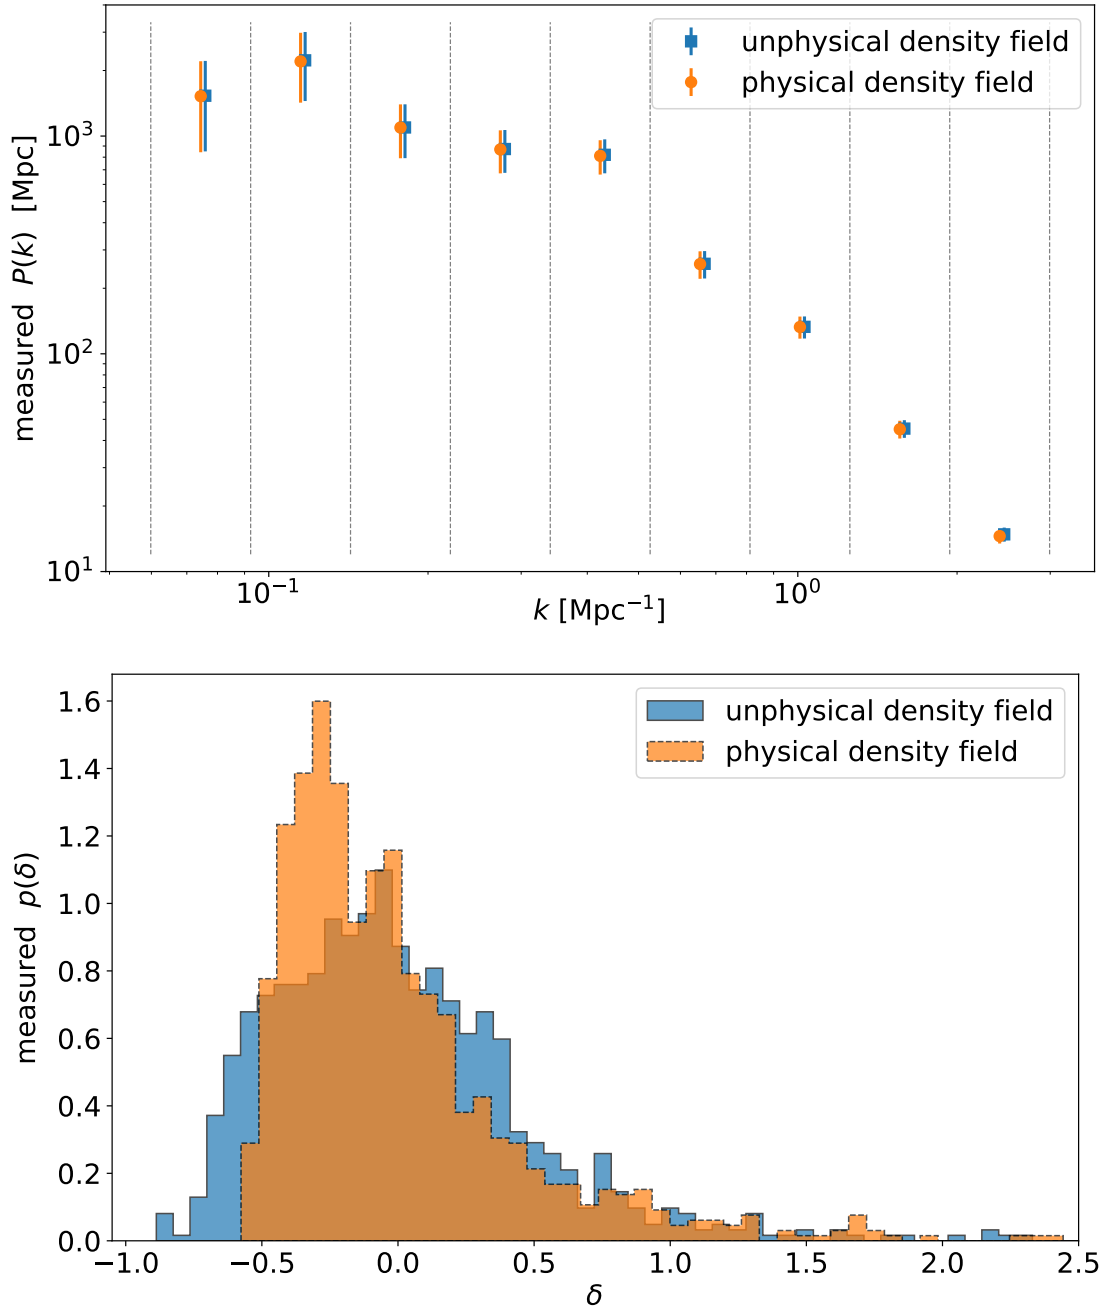 unphysical density field
physical density field
10³
10²
10¹
measured P(k) [Mpc]
10⁻¹
10⁰
k [Mpc⁻¹]
unphysical density field
physical density field
1.6
1.4
1.2
1.0
0.8
0.6
0.4
0.2
0.0
measured p(δ)
−1.0 −0.5 0.0 0.5 1.0 1.5 2.0 2.5
δ